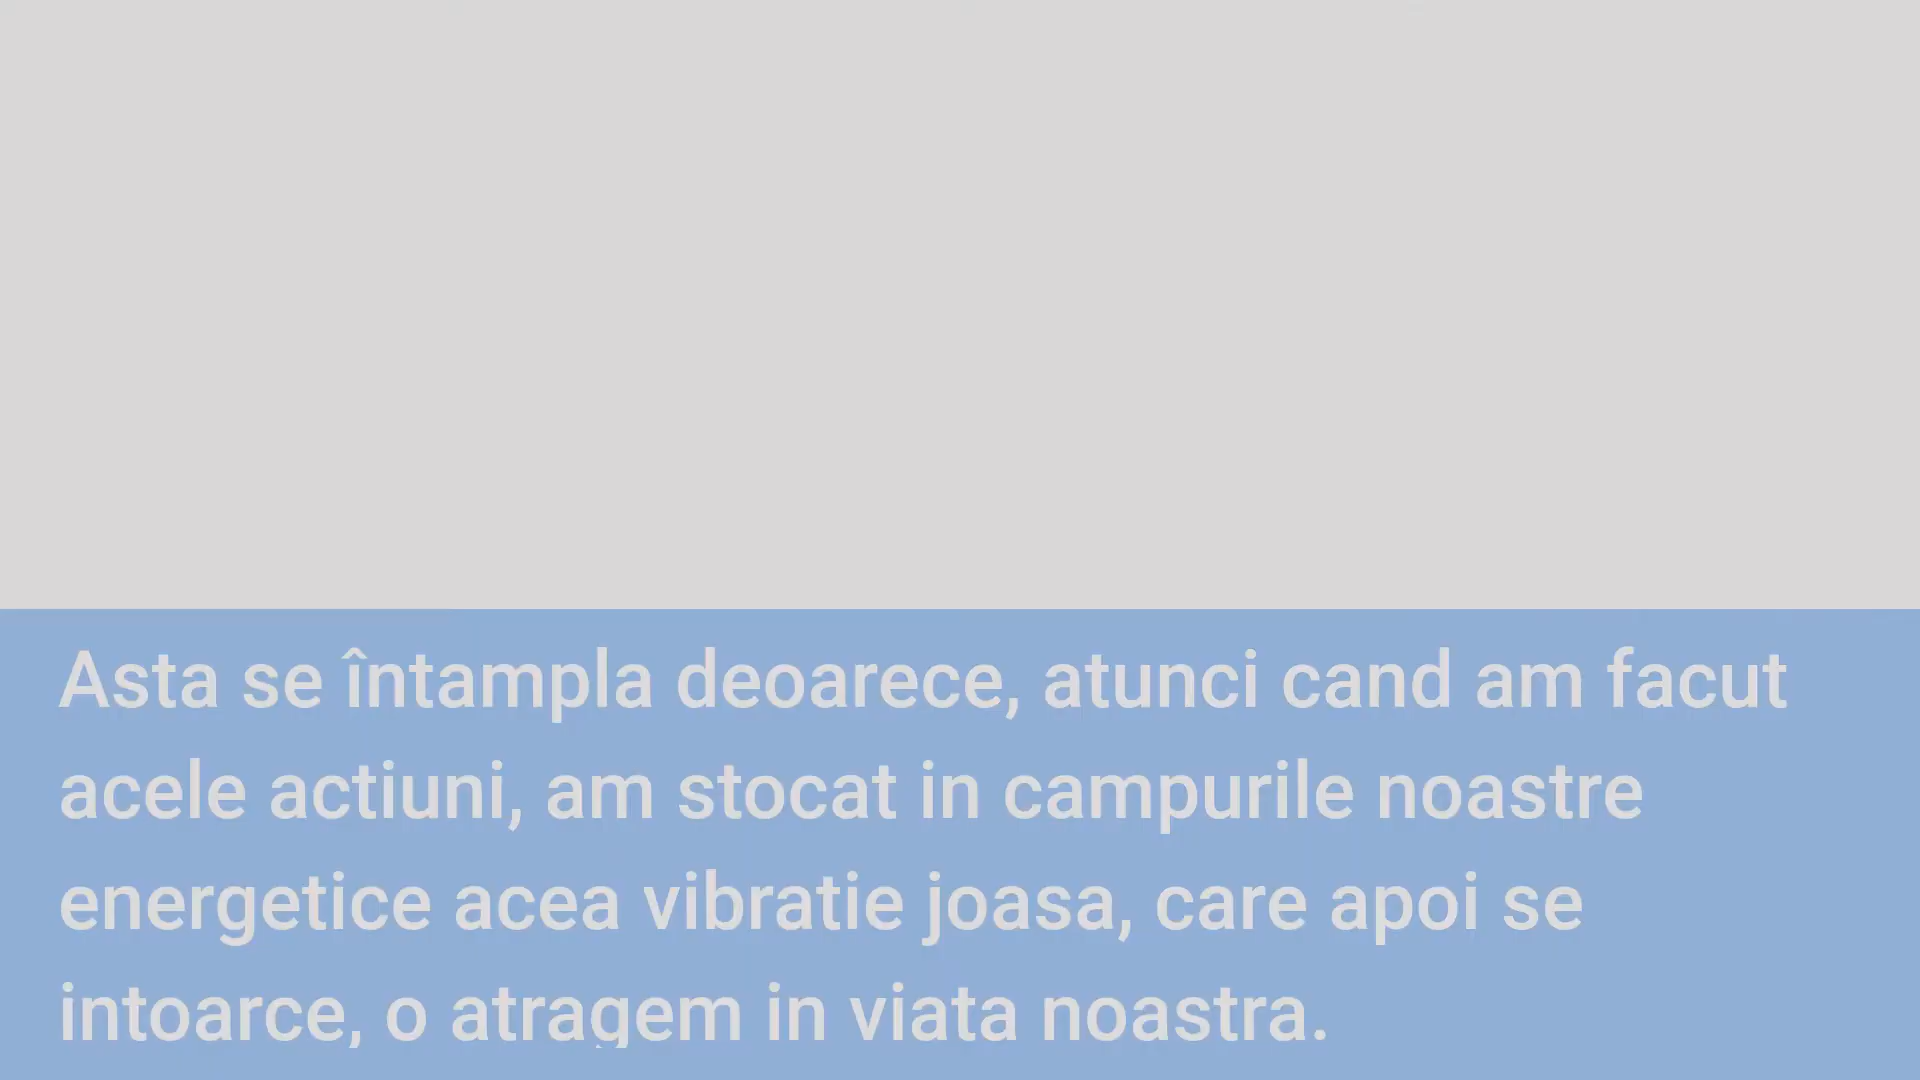 Asta se întampla deoarece, atunci cand am facut
acele actiuni, am stocat in campurile noastre
energetice acea vibratie joasa, care apoi se
intoarce, o atragem in viata noastra.